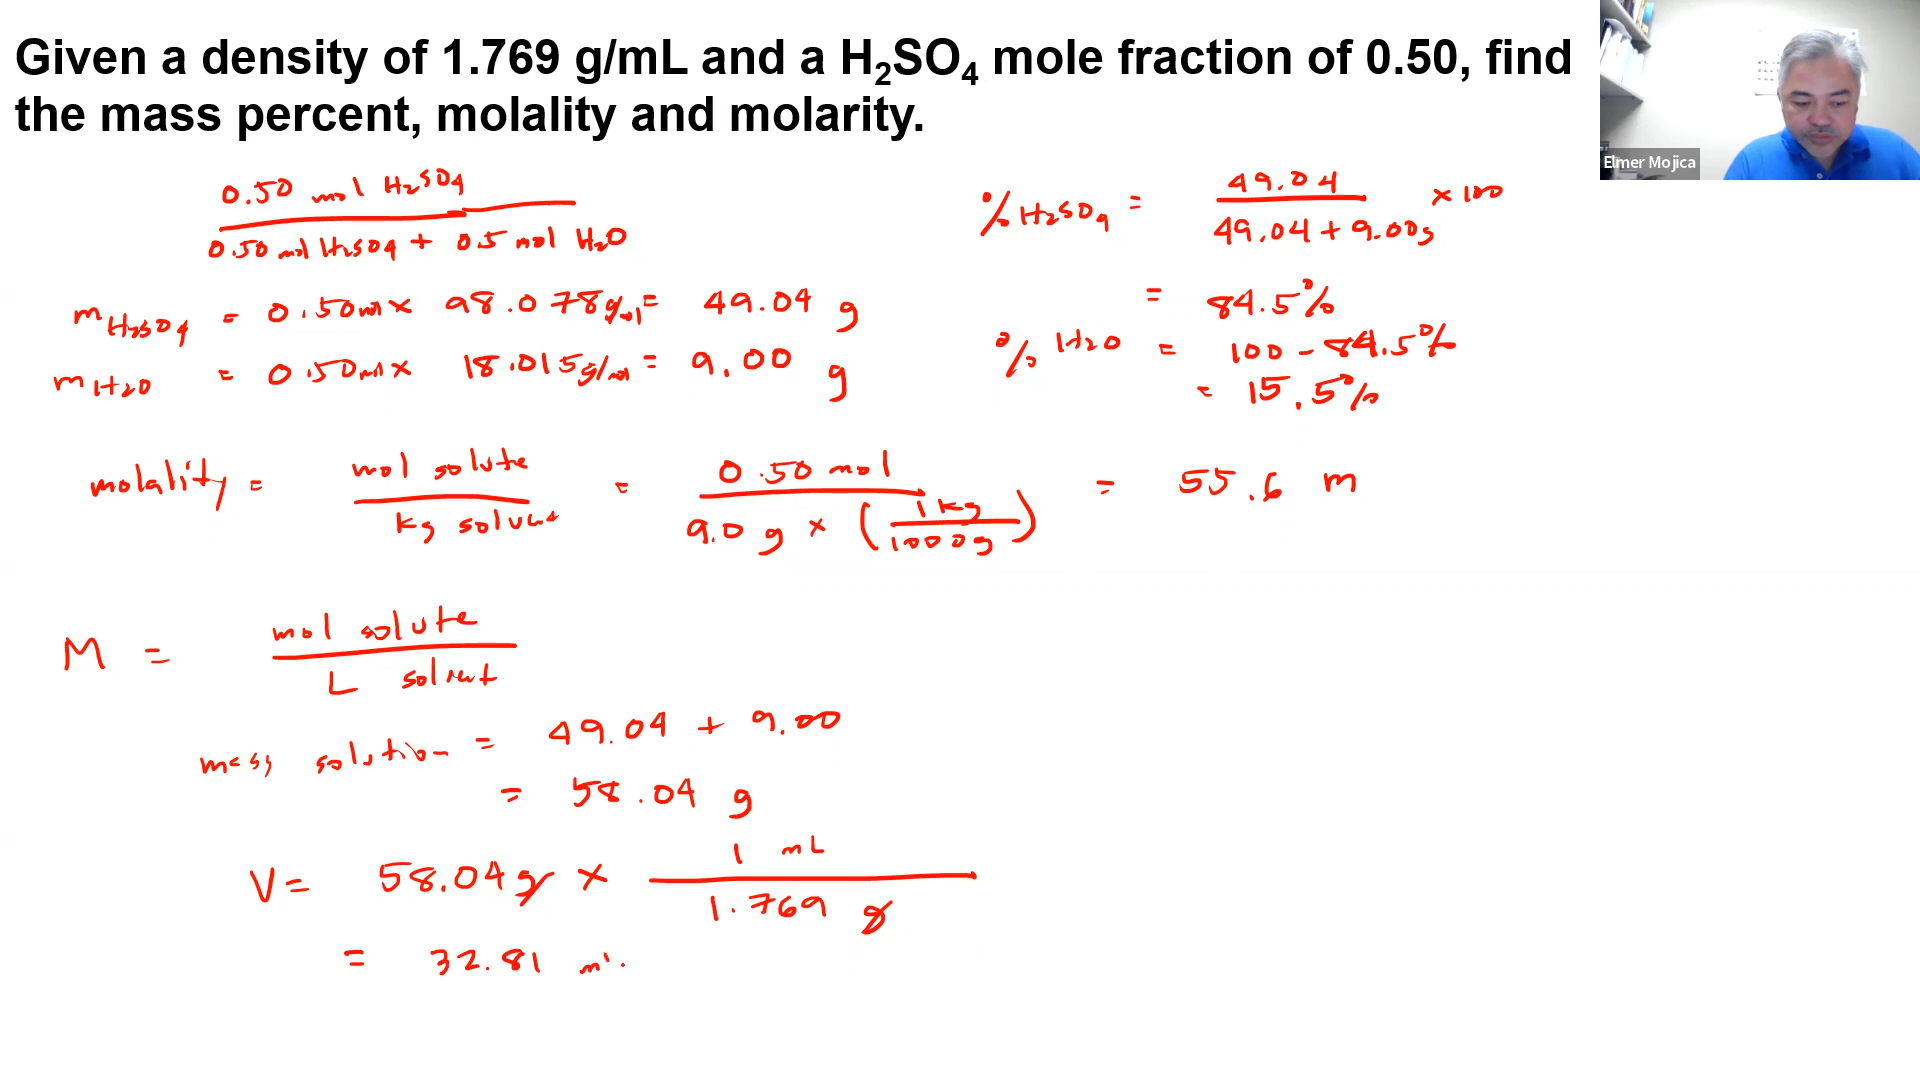 Given a density of 1.769 g/mL and a H₂SO₄ mole fraction of 0.50, find
the mass percent, molality and molarity.
Elmer Mojica
0.50 mol H₂SO₄
0.50 mol H₂SO₄ + 0.5 mol H₂O
m H₂SO₄ = 0.50 mol x 98.078 g/mol = 49.04 g
m H₂O = 0.50 mol x 18.015 g/mol = 9.00 g
% H₂SO₄ = 49.04 / 49.04 + 9.00 g x 100
= 84.5%
% H₂O = 100 - 84.5%
= 15.5%
molality = mol solute / kg solvent = 0.50 mol / 9.0 g x (1 kg / 1000 g) = 55.6 m
M = mol solute / L solvent
mass solution = 49.04 + 9.00
= 58.04 g
V = 58.04 g x 1 mL / 1.769 g
= 32.81